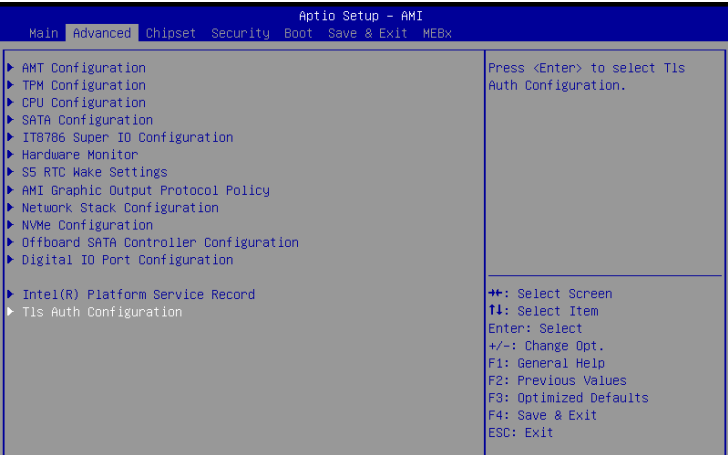 Aptio Setup – AMI
Main Advanced Chipset Security Boot Save & Exit MEBx
AMT Configuration
TPM Configuration
CPU Configuration
SATA Configuration
IT8786 Super IO Configuration
Hardware Monitor
S5 RTC Wake Settings
AMI Graphic Output Protocol Policy
Network Stack Configuration
NVMe Configuration
Offboard SATA Controller Configuration
Digital IO Port Configuration
Intel(R) Platform Service Record
Tls Auth Configuration
Press <Enter> to select Tls
Auth Configuration.
→←: Select Screen
↑↓: Select Item
Enter: Select
+/-: Change Opt.
F1: General Help
F2: Previous Values
F3: Optimized Defaults
F4: Save & Exit
ESC: Exit